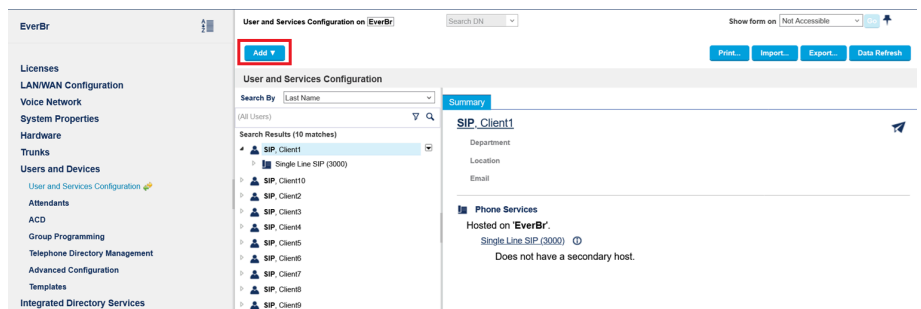 EverBr
User and Services Configuration on EverBr
Search DN
Show form on Not Accessible Go
Add ▼
Print... Import... Export... Data Refresh
Licenses
LAN/WAN Configuration
Voice Network
System Properties
Hardware
Trunks
Users and Devices
User and Services Configuration
Attendants
ACD
Group Programming
Telephone Directory Management
Advanced Configuration
Templates
Integrated Directory Services
User and Services Configuration
Search By Last Name
(All Users)
Search Results (10 matches)
SIP, Client1
Single Line SIP (3000)
SIP, Client10
SIP, Client2
SIP, Client3
SIP, Client4
SIP, Client5
SIP, Client6
SIP, Client7
SIP, Client8
SIP, Client9
Summary
SIP, Client1
Department
Location
Email
Phone Services
Hosted on 'EverBr'.
Single Line SIP (3000)
Does not have a secondary host.